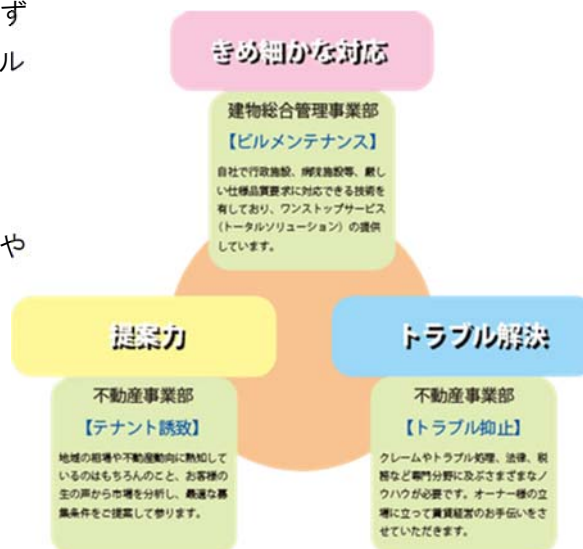 ず
ル
や
きめ細かな対応
建物総合管理事業部
【ビルメンテナンス】
自社で行政施設、病院施設等、厳し
い仕様品質要求に対応できる技術を
有しており、ワンストップサービス
(トータルソリューション)の提供
しています。
提案力
不動産事業部
【テナント誘致】
地域の相場や不動産動向に熟知して
いるのはもちろんのこと、お客様の
生の声から市場を分析し、最適な募
集条件をご提案して参ります。
トラブル解決
不動産事業部
【トラブル抑止】
クレームやトラブル処理、法律、税
務など専門分野に及ぶさまざまなノ
ウハウが必要です。オーナー様の立
場に立って賃貸経営のお手伝いをさ
せていただきます。